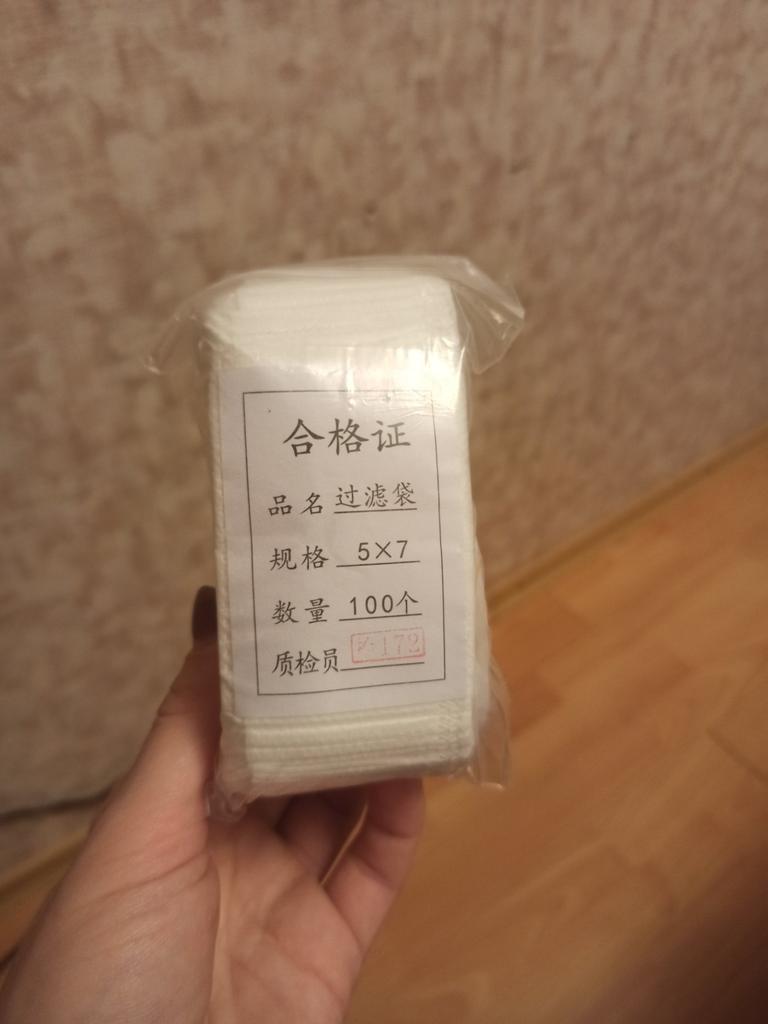 合格证
品名 过滤袋
规格 5×7
数量 100个
质检员 172